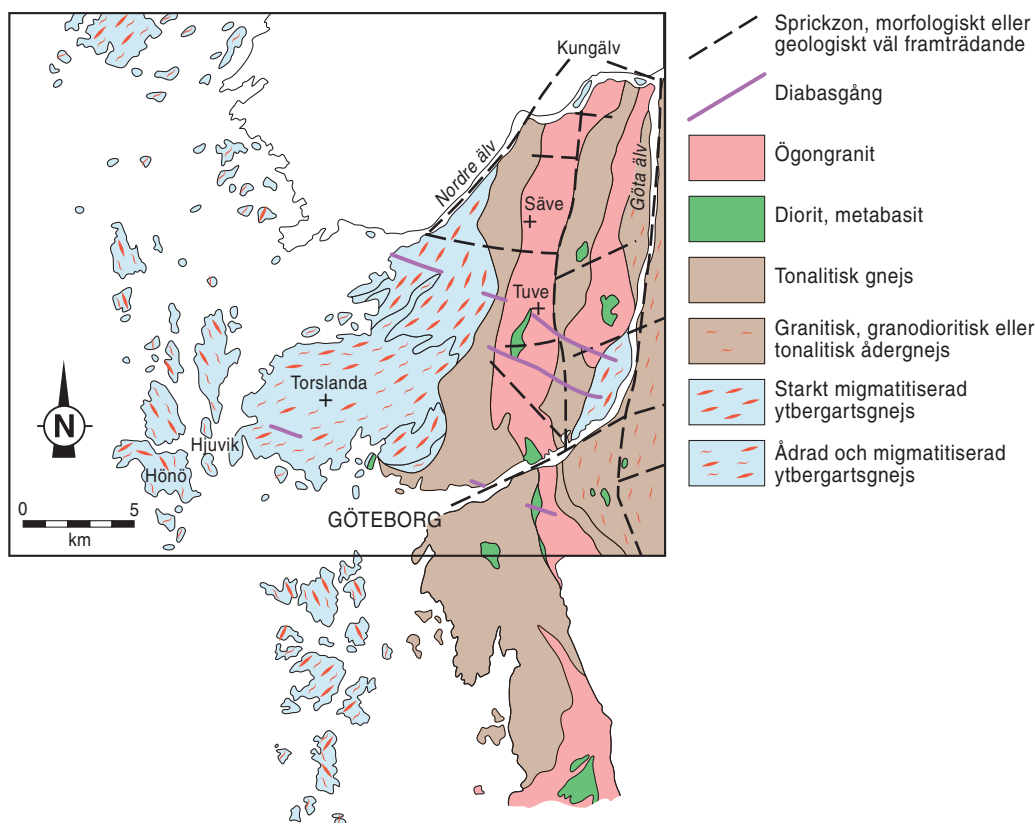 Kungälv
Nordre älv
Göta älv
Säve
Tuve
Torslanda
Hjuvik
Hönö
N
0 5
km
GÖTEBORG
Sprickzon, morfologiskt eller
geologiskt väl framträdande
Diabasgång
Ögongranit
Diorit, metabasit
Tonalitisk gnejs
Granitisk, granodioritisk eller
tonalitisk ådergnejs
Starkt migmatitiserad
ytbergartsgnejs
Ådrad och migmatitiserad
ytbergartsgnejs